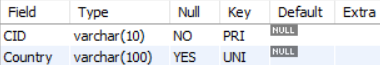 Field Type Null Key Default Extra
CID varchar(10) NO PRI NULL
Country varchar(100) YES UNI NULL